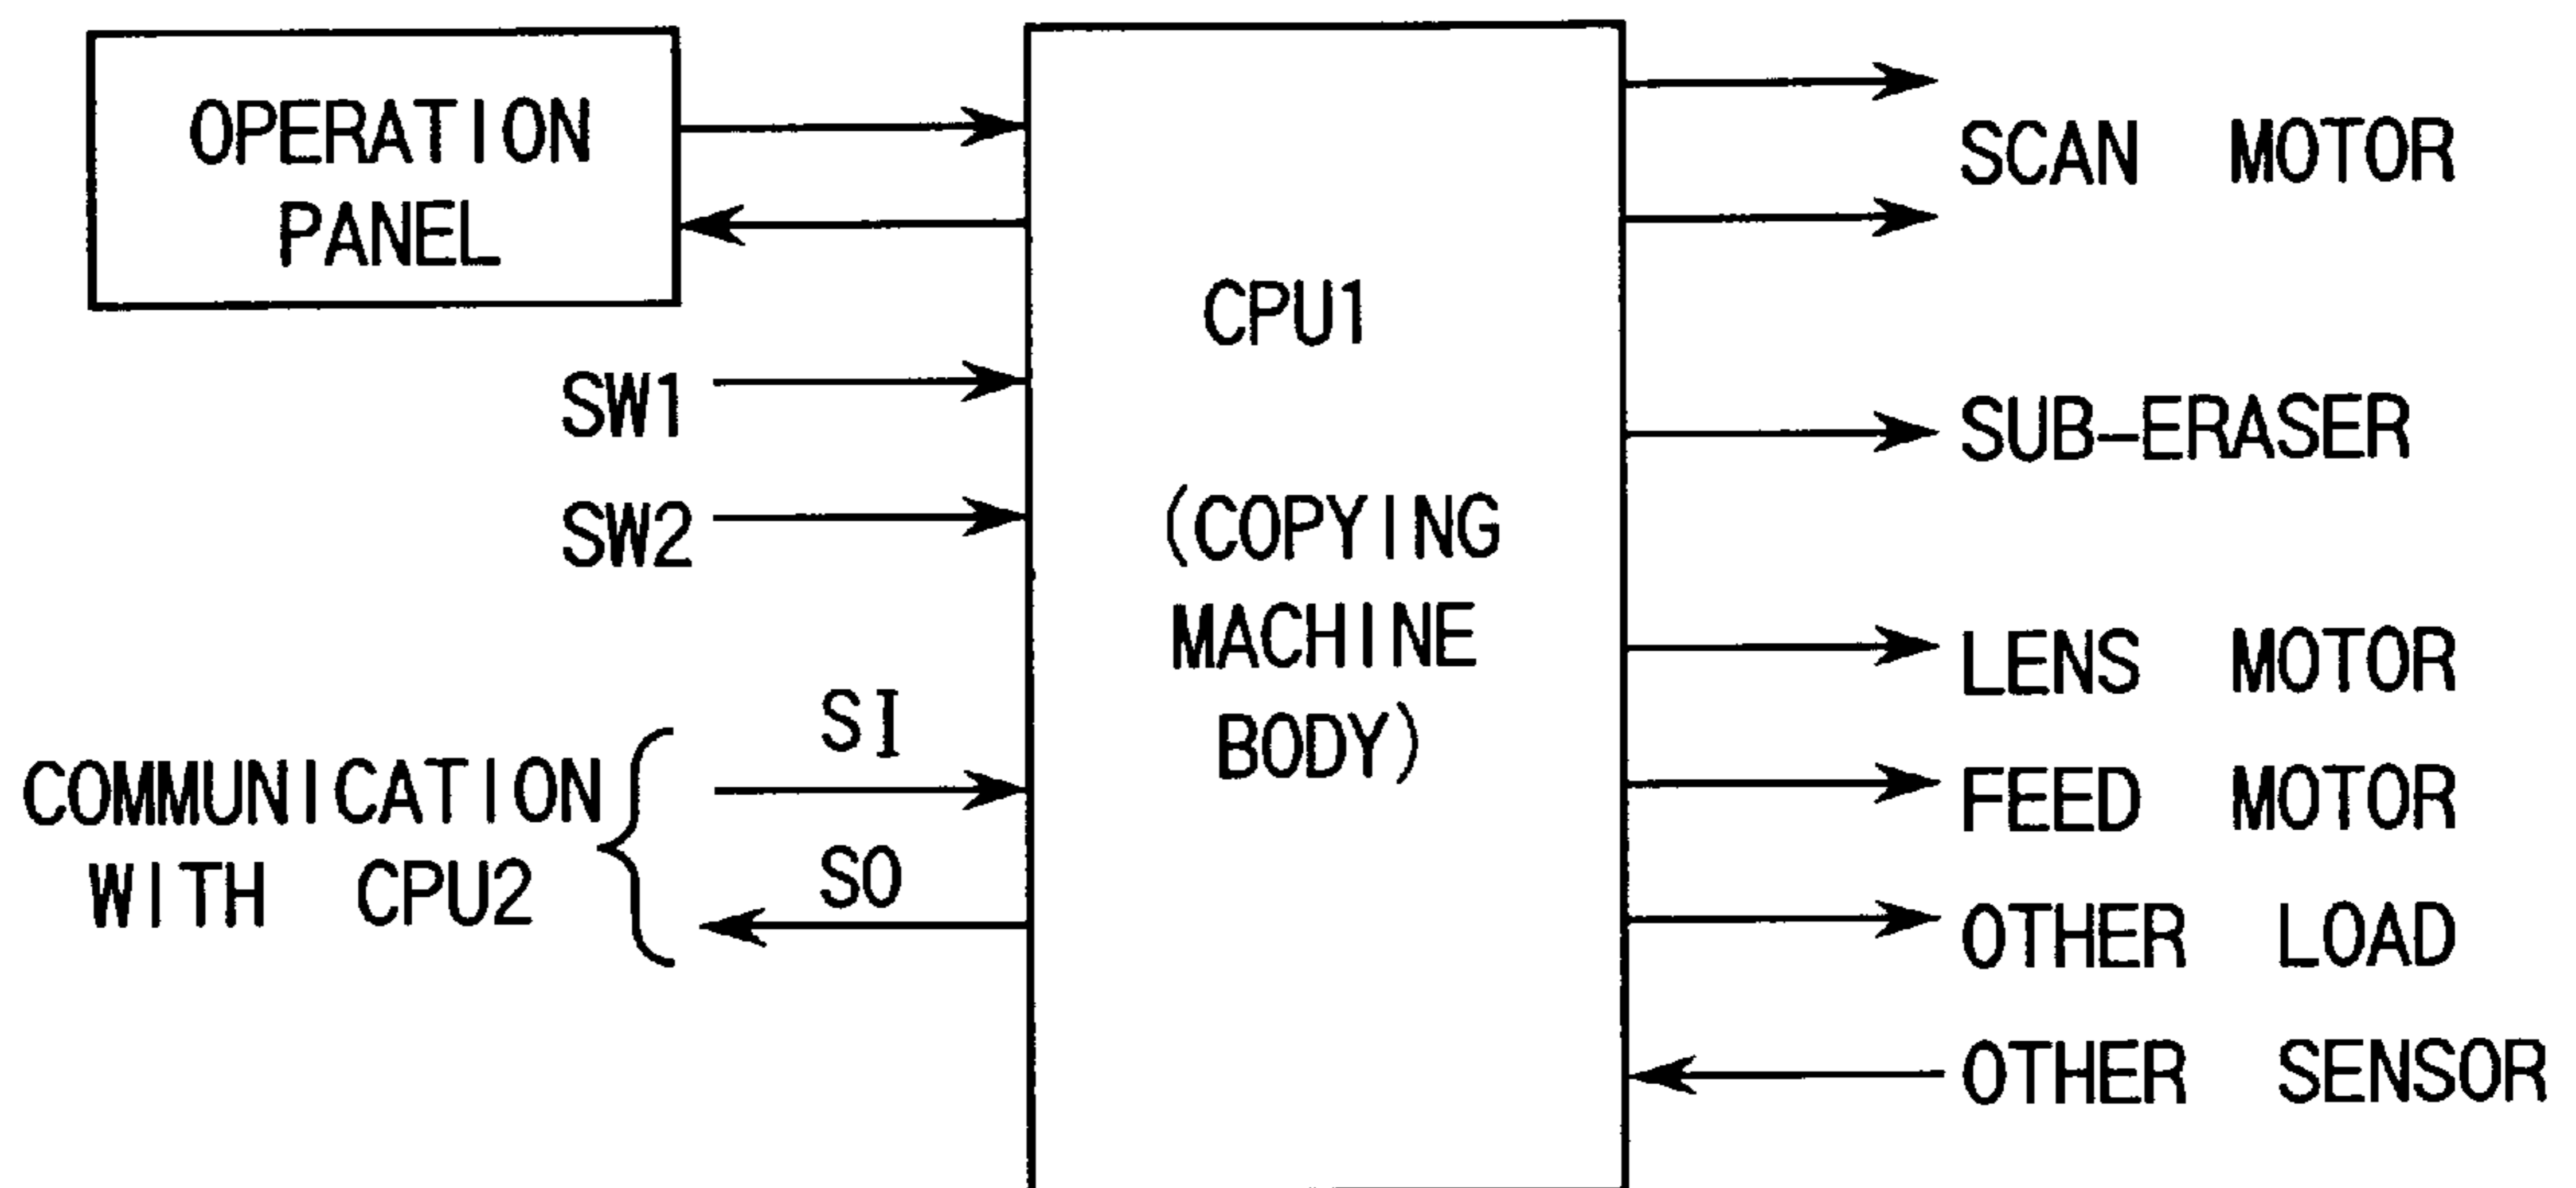 OPERATION
PANEL
SW1
SW2
SI
COMMUNICATION
WITH CPU2
SO
CPU1
(COPYING
MACHINE
BODY)
SCAN MOTOR
SUB-ERASER
LENS MOTOR
FEED MOTOR
OTHER LOAD
OTHER SENSOR